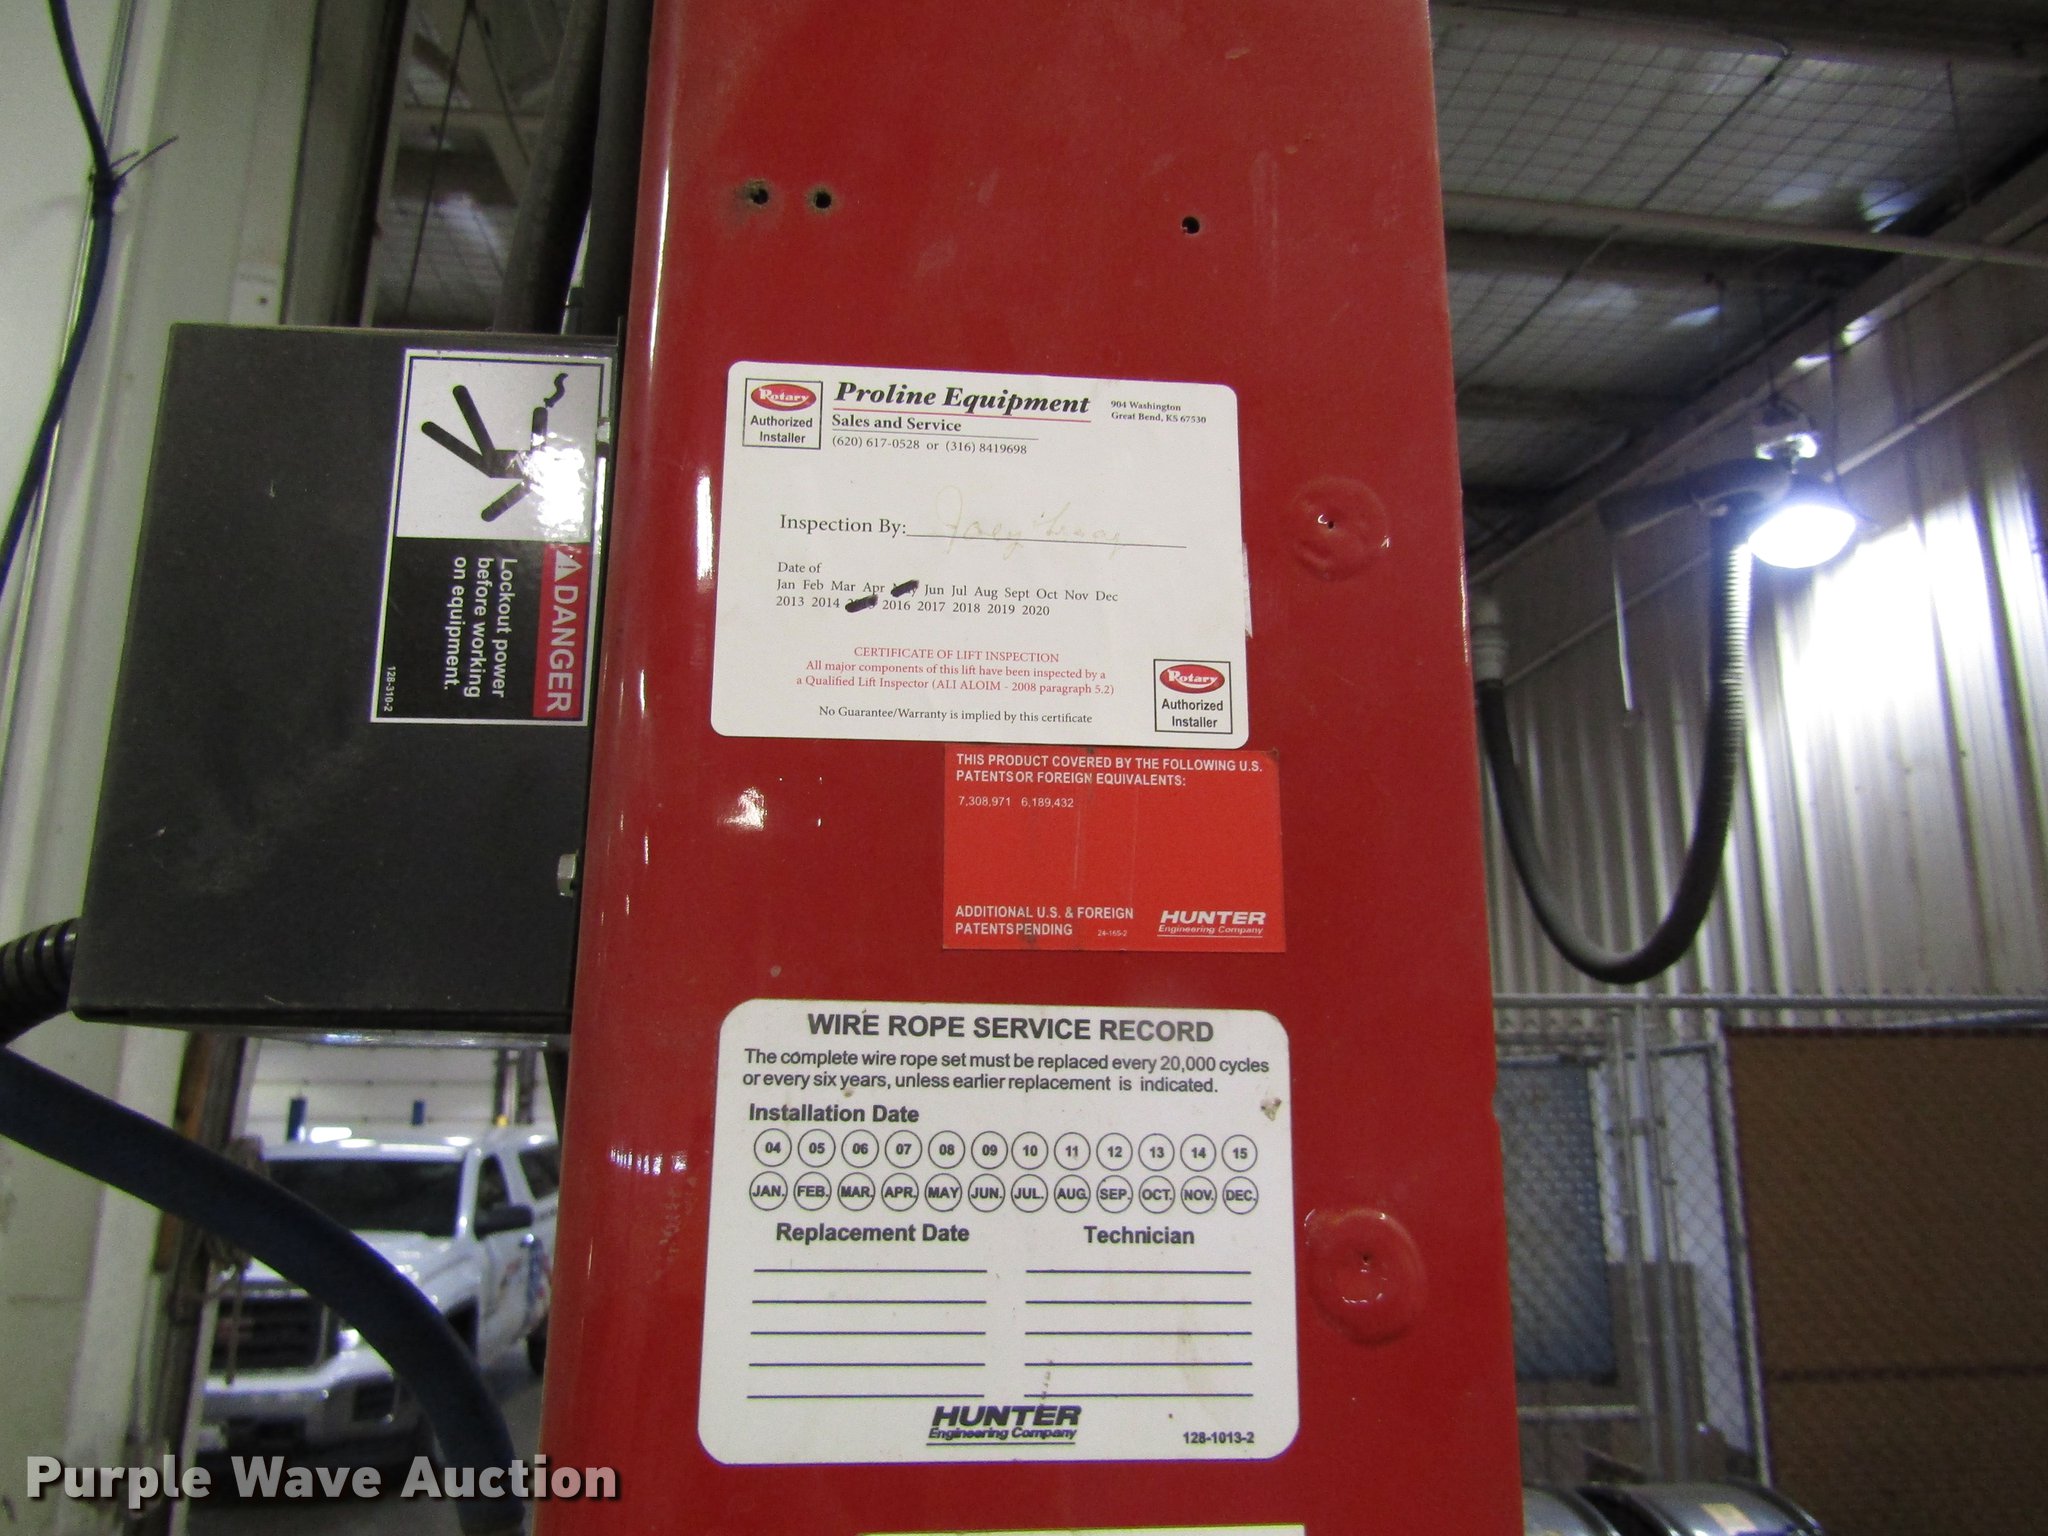 Rotary
Authorized
Installer
Proline Equipment
Sales and Service
(620) 617-0528 or (316) 8419698
904 Washington
Great Bend, KS 67530
Inspection By:
Date of
Jan Feb Mar Apr May Jun Jul Aug Sept Oct Nov Dec
2013 2014 2015 2016 2017 2018 2019 2020
CERTIFICATE OF LIFT INSPECTION
All major components of this lift have been inspected by a
a Qualified Lift Inspector (ALI ALOIM - 2008 paragraph 5.2)
No Guarantee/Warranty is implied by this certificate
Rotary
Authorized
Installer
DANGER
Lockout power
before working
on equipment.
128-310-2
THIS PRODUCT COVERED BY THE FOLLOWING U.S.
PATENTS OR FOREIGN EQUIVALENTS:
7,308,971 6,189,432
ADDITIONAL U.S. & FOREIGN
PATENTS PENDING
24-165-2
HUNTER
Engineering Company
WIRE ROPE SERVICE RECORD
The complete wire rope set must be replaced every 20,000 cycles
or every six years, unless earlier replacement is indicated.
Installation Date
04 05 06 07 08 09 10 11 12 13 14 15
JAN. FEB. MAR. APR. MAY JUN. JUL. AUG. SEP. OCT. NOV. DEC.
Replacement Date Technician
HUNTER
Engineering Company
128-1013-2
Purple Wave Auction